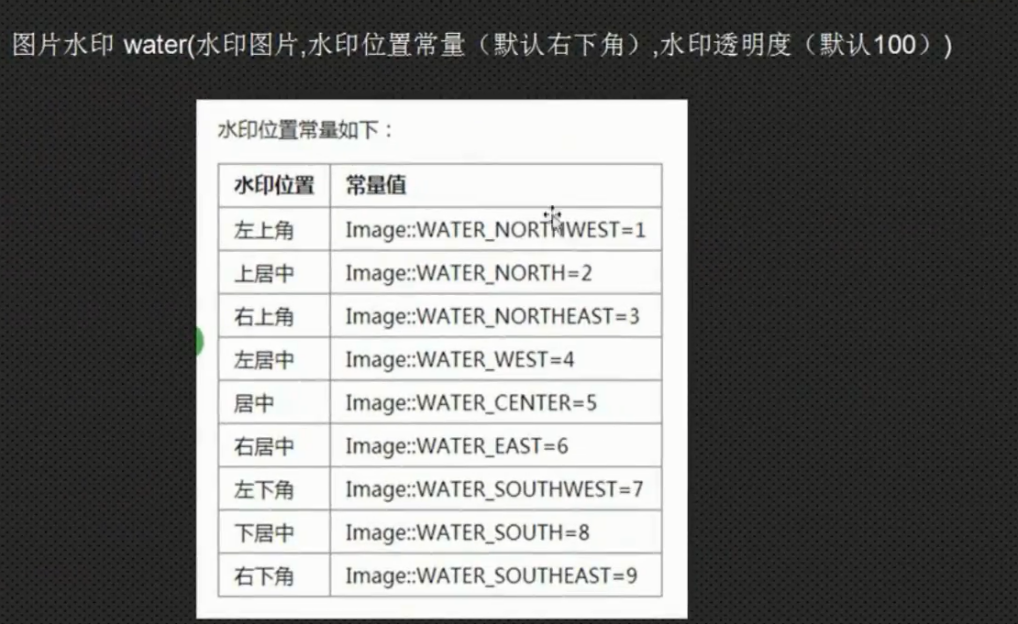 图片水印 water(水印图片,水印位置常量（默认右下角）,水印透明度（默认100）)
水印位置常量如下：
水印位置 常量值
左上角 Image::WATER_NORTHWEST=1
上居中 Image::WATER_NORTH=2
右上角 Image::WATER_NORTHEAST=3
左居中 Image::WATER_WEST=4
居中 Image::WATER_CENTER=5
右居中 Image::WATER_EAST=6
左下角 Image::WATER_SOUTHWEST=7
下居中 Image::WATER_SOUTH=8
右下角 Image::WATER_SOUTHEAST=9